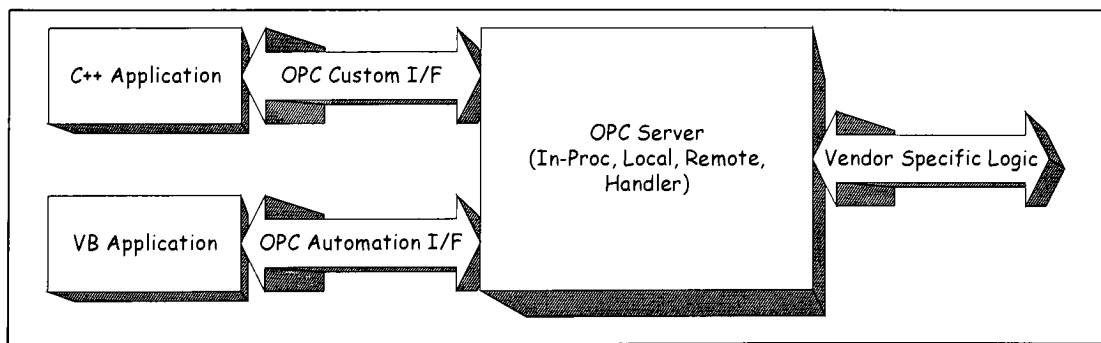 C++ Application
OPC Custom I/F
OPC Server
(In-Proc, Local, Remote,
Handler)
Vendor Specific Logic
VB Application
OPC Automation I/F